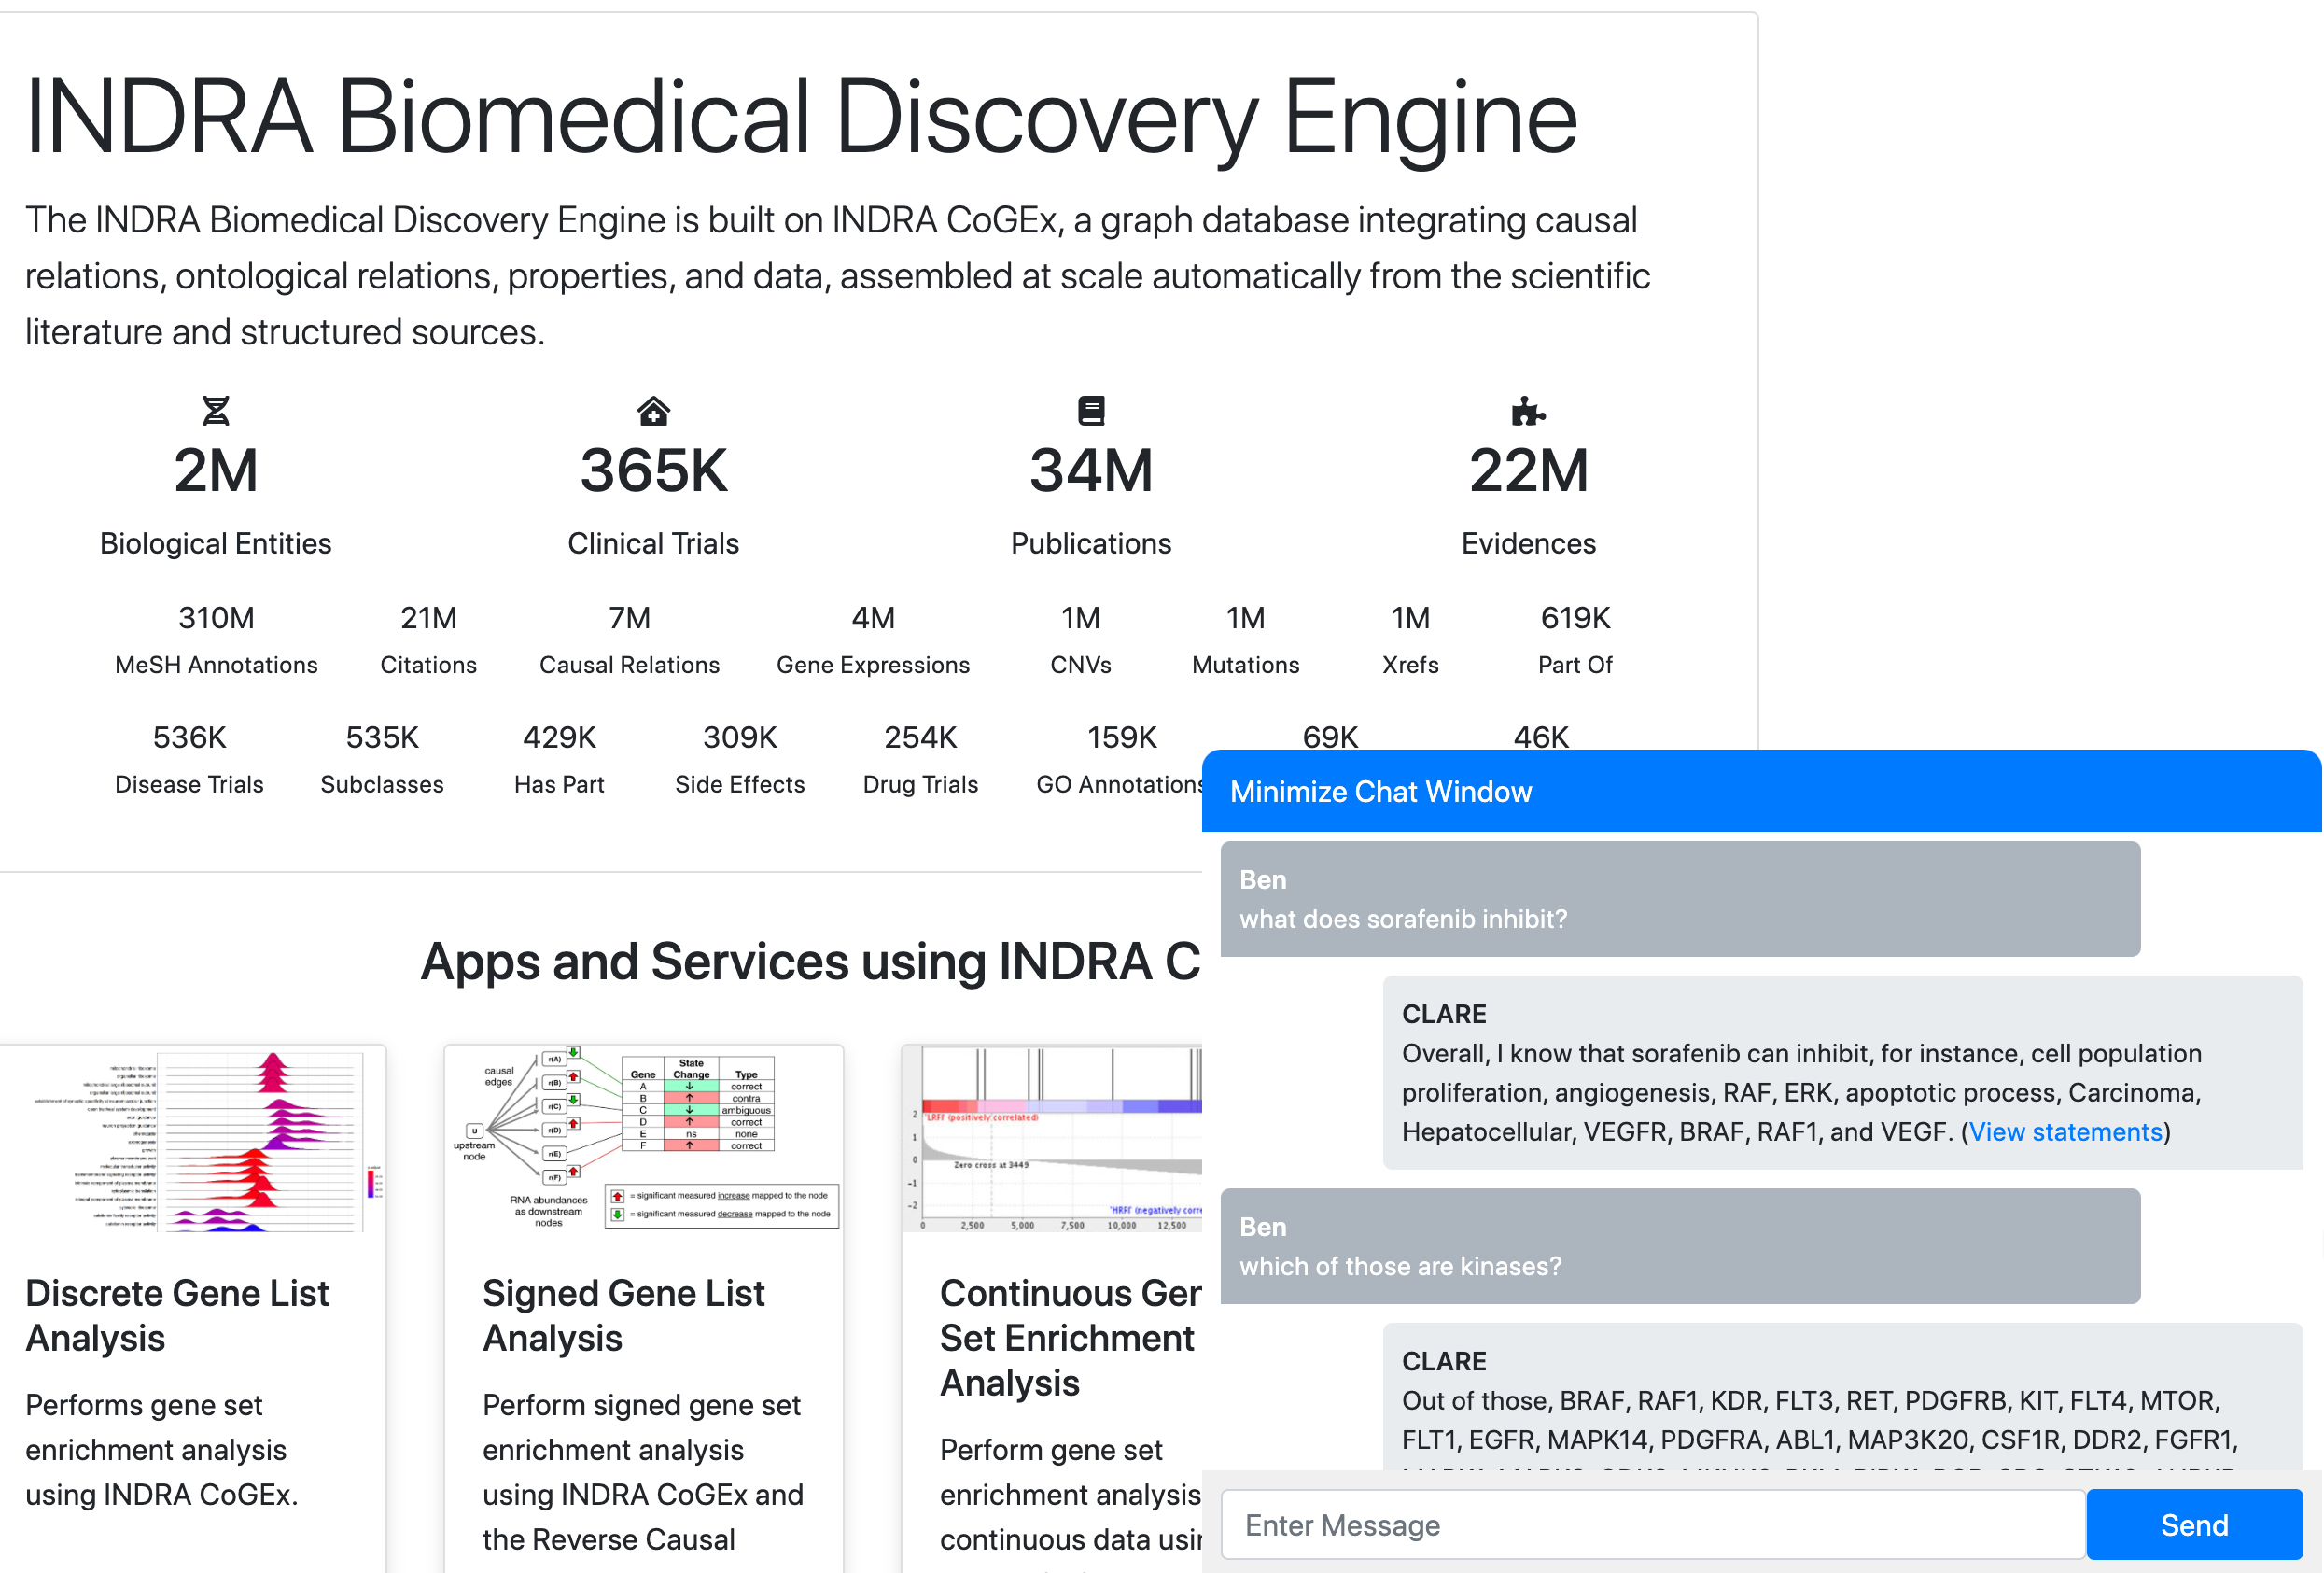 INDRA Biomedical Discovery Engine
The INDRA Biomedical Discovery Engine is built on INDRA CoGEx, a graph database integrating causal
relations, ontological relations, properties, and data, assembled at scale automatically from the scientific
literature and structured sources.
2M 365K 34M 22M
Biological Entities Clinical Trials Publications Evidences
310M 21M 7M 4M 1M 1M 1M 619K
MeSH Annotations Citations Causal Relations Gene Expressions CNVs Mutations Xrefs Part Of
536K 535K 429K 309K 254K 159K 69K 46K
Disease Trials Subclasses Has Part Side Effects Drug Trials GO Annotations
Apps and Services using INDRA C
causal
edges
u
upstream
node
r(A)
r(B)
r(C)
r(D)
r(E)
r(F)
RNA abundances
as downstream
nodes
Gene State Change Type
A ↓ correct
B ↑ contra
C ↓ ambiguous
D ↑ correct
E ns none
F ↑ correct
= significant measured increase mapped to the node
= significant measured decrease mapped to the node
2
1
0
-1
-2
(positively correlated)
Zero cross at 3449
(negatively corre
0 2,500 5,000 7,500 10,000 12,500
Discrete Gene List
Analysis
Performs gene set
enrichment analysis
using INDRA CoGEx.
Signed Gene List
Analysis
Perform signed gene set
enrichment analysis
using INDRA CoGEx and
the Reverse Causal
Continuous Gen
Set Enrichment
Analysis
Perform gene set
enrichment analysis
continuous data usin
Minimize Chat Window
Ben
what does sorafenib inhibit?
CLARE
Overall, I know that sorafenib can inhibit, for instance, cell population
proliferation, angiogenesis, RAF, ERK, apoptotic process, Carcinoma,
Hepatocellular, VEGFR, BRAF, RAF1, and VEGF. (View statements)
Ben
which of those are kinases?
CLARE
Out of those, BRAF, RAF1, KDR, FLT3, RET, PDGFRB, KIT, FLT4, MTOR,
FLT1, EGFR, MAPK14, PDGFRA, ABL1, MAP3K20, CSF1R, DDR2, FGFR1,
Enter Message
Send